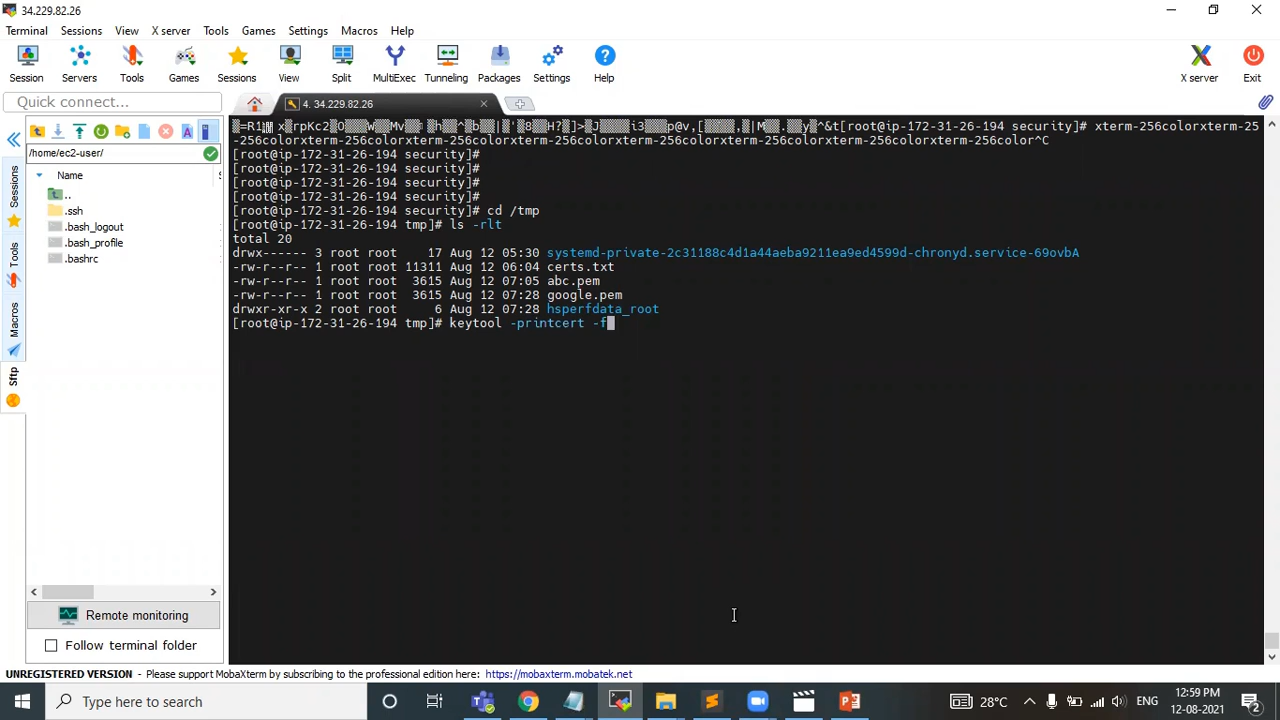 34.229.82.26
Terminal Sessions View X server Tools Games Settings Macros Help
Session Servers Tools Games Sessions View Split MultiExec Tunneling Packages Settings Help X server Exit
Quick connect...
4. 34.229.82.26
/home/ec2-user/
Name
..
.ssh
.bash_logout
.bash_profile
.bashrc
Sessions
Tools
Macros
Sftp
[root@ip-172-31-26-194 security]# xterm-256colorxterm-25
-256colorxterm-256colorxterm-256colorxterm-256colorxterm-256colorxterm-256colorxterm-256color^C
[root@ip-172-31-26-194 security]#
[root@ip-172-31-26-194 security]#
[root@ip-172-31-26-194 security]#
[root@ip-172-31-26-194 security]#
[root@ip-172-31-26-194 security]# cd /tmp
[root@ip-172-31-26-194 tmp]# ls -rlt
total 20
drwx------ 3 root root    17 Aug 12 05:30 systemd-private-2c31188c4d1a44aeba9211ea9ed4599d-chronyd.service-69ovbA
-rw-r--r-- 1 root root 11311 Aug 12 06:04 certs.txt
-rw-r--r-- 1 root root  3615 Aug 12 07:05 abc.pem
-rw-r--r-- 1 root root  3615 Aug 12 07:28 google.pem
drwxr-xr-x 2 root root     6 Aug 12 07:28 hsperfdata_root
[root@ip-172-31-26-194 tmp]# keytool -printcert -f
Remote monitoring
Follow terminal folder
UNREGISTERED VERSION - Please support MobaXterm by subscribing to the professional edition here: https://mobaxterm.mobatek.net
Type here to search
28°C
ENG
12:59 PM
12-08-2021
2